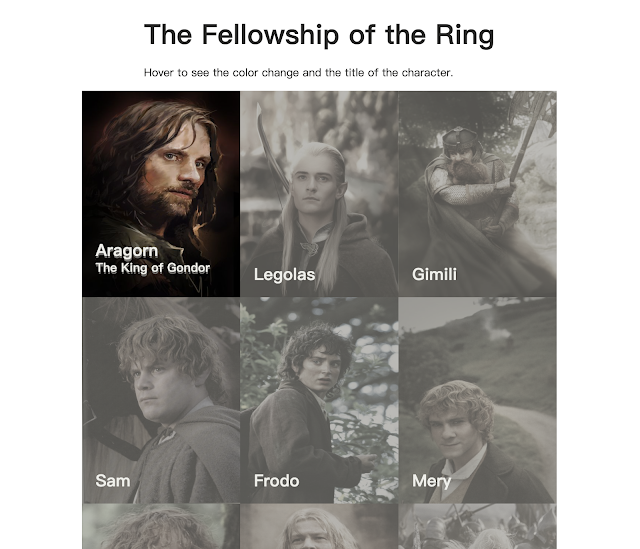 The Fellowship of the Ring
Hover to see the color change and the title of the character.
Aragorn
The King of Gondor
Legolas
Gimili
Sam
Frodo
Mery